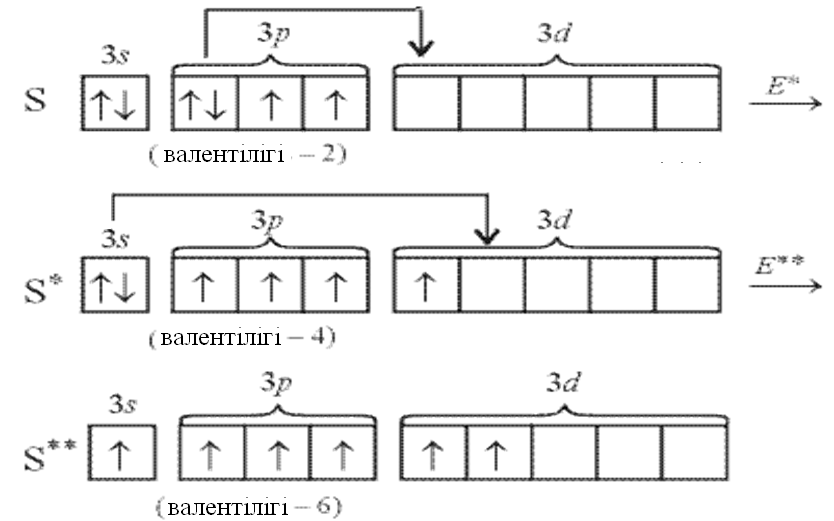 3s 3p 3d
S ↑↓ ↑↓ ↑ ↑ E*
(валентілігі – 2)
3s 3p 3d
S* ↑↓ ↑ ↑ ↑ ↑ E**
(валентілігі – 4)
3s 3p 3d
S** ↑ ↑ ↑ ↑ ↑ ↑
(валентілігі – 6)